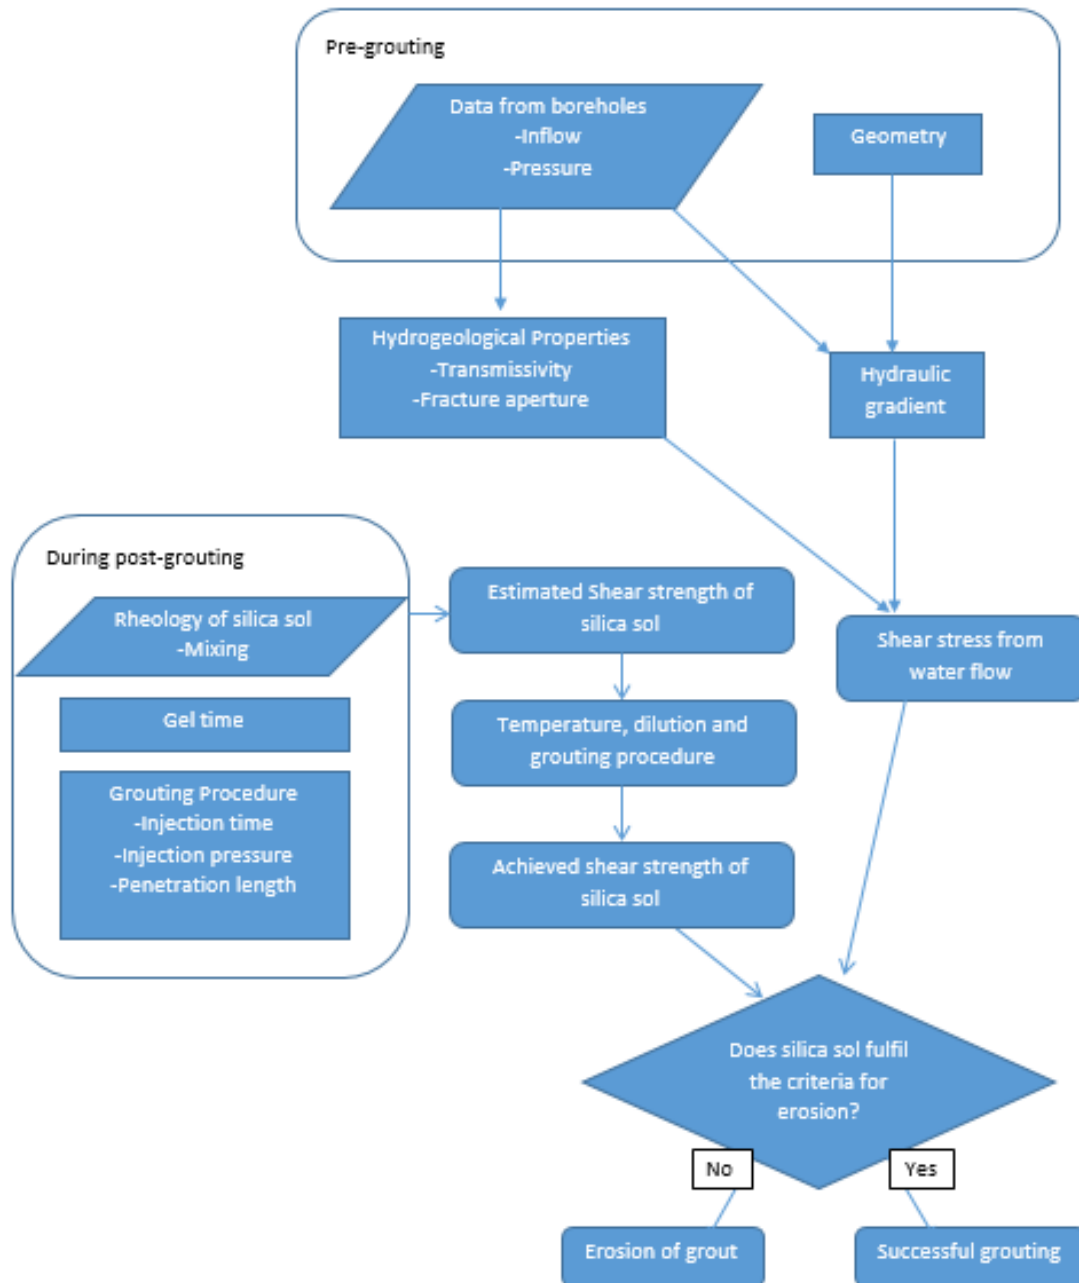 Pre-grouting
Data from boreholes
-Inflow
-Pressure
Geometry
Hydrogeological Properties
-Transmissivity
-Fracture aperture
Hydraulic
gradient
During post-grouting
Rheology of silica sol
-Mixing
Gel time
Grouting Procedure
-Injection time
-Injection pressure
-Penetration length
Estimated Shear strength of
silica sol
Temperature, dilution and
grouting procedure
Achieved shear strength of
silica sol
Shear stress from
water flow
Does silica sol fulfil
the criteria for
erosion?
No
Yes
Erosion of grout
Successful grouting